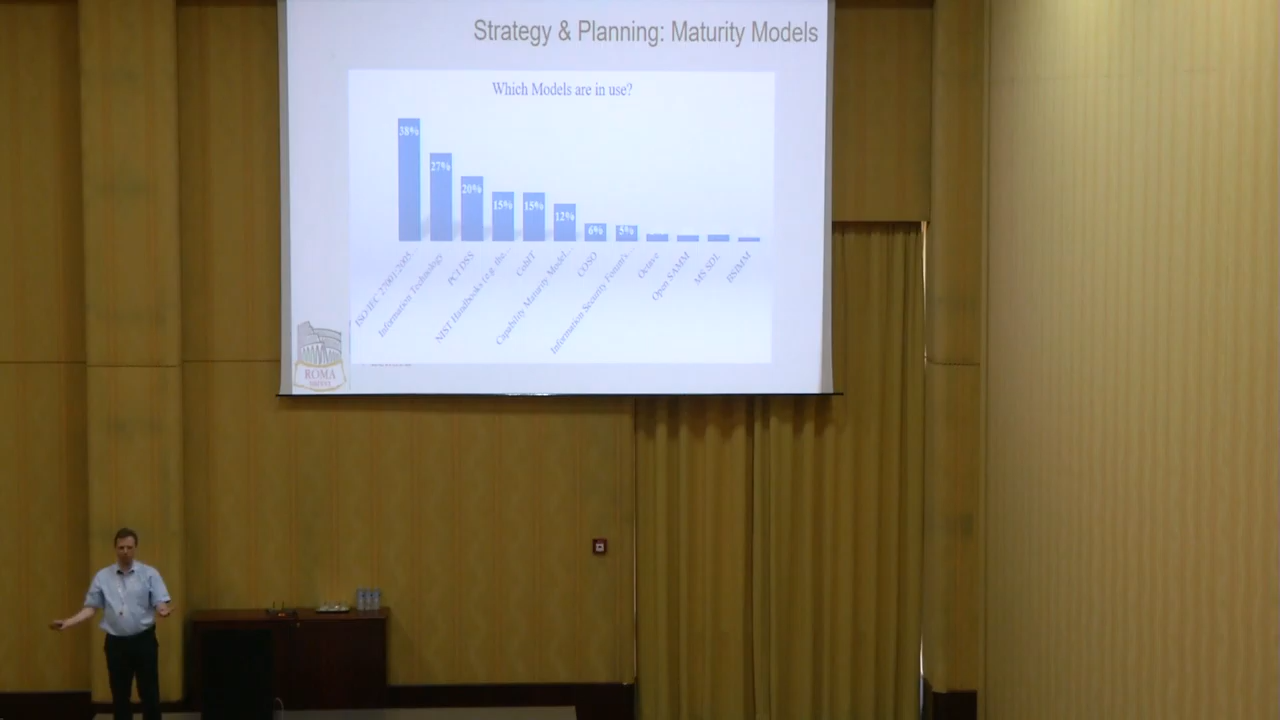 Strategy & Planning: Maturity Models
Which Models are in use?
38%
27%
20%
15%
15%
12%
6%
5%
ISO/IEC 27001:2005
Information Technology
PCI DSS
NIST Handbooks (e.g. the...
CobIT
Capability Maturity Model...
COSO
Information Security Forum's...
Octave
Open SAMM
MS SDL
BSIMM
ROMA